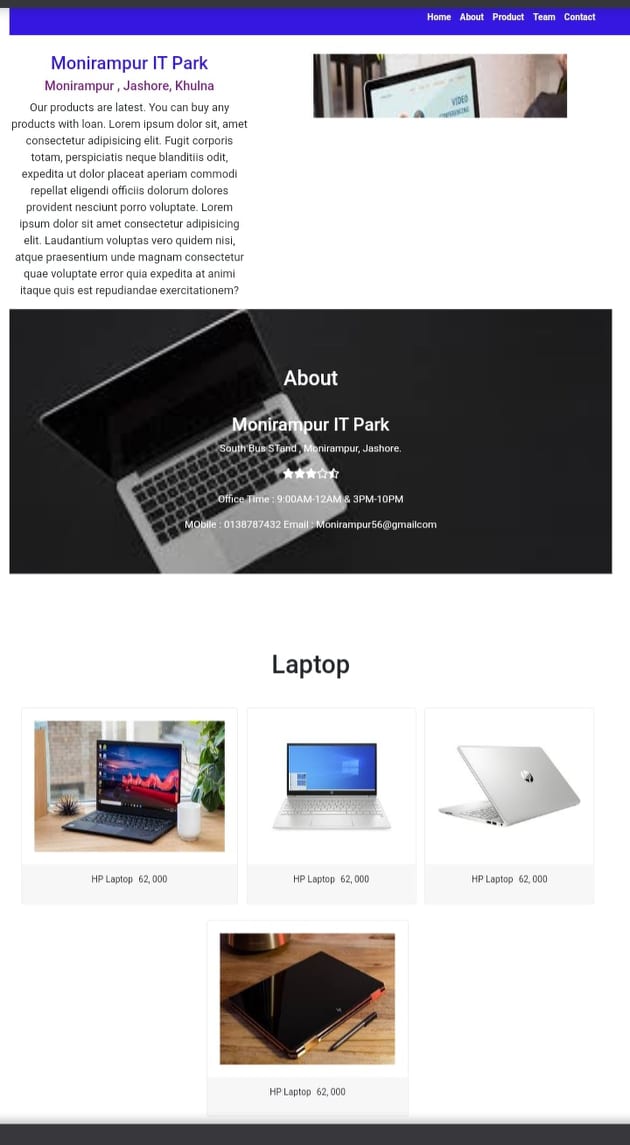 Home About Product Team Contact
Monirampur IT Park
Monirampur , Jashore, Khulna
Our products are latest. You can buy any
products with loan. Lorem ipsum dolor sit, amet
consectetur adipisicing elit. Fugit corporis
totam, perspiciatis neque blanditiis odit,
expedita ut dolor placeat aperiam commodi
repellat eligendi officiis dolorum dolores
provident nesciunt porro voluptate. Lorem
ipsum dolor sit amet consectetur adipisicing
elit. Laudantium voluptas vero quidem nisi,
atque praesentium unde magnam consectetur
quae voluptate error quia expedita at animi
itaque quis est repudiandae exercitationem?
VIDEO
CONFERENCING
About
Monirampur IT Park
South Bus STand , Monirampur, Jashore.
Office Time : 9:00AM-12AM & 3PM-10PM
MObile : 0138787432 Email : Monirampur56@gmailcom
Laptop
HP Laptop 62, 000
HP Laptop 62, 000
HP Laptop 62, 000
HP Laptop 62, 000